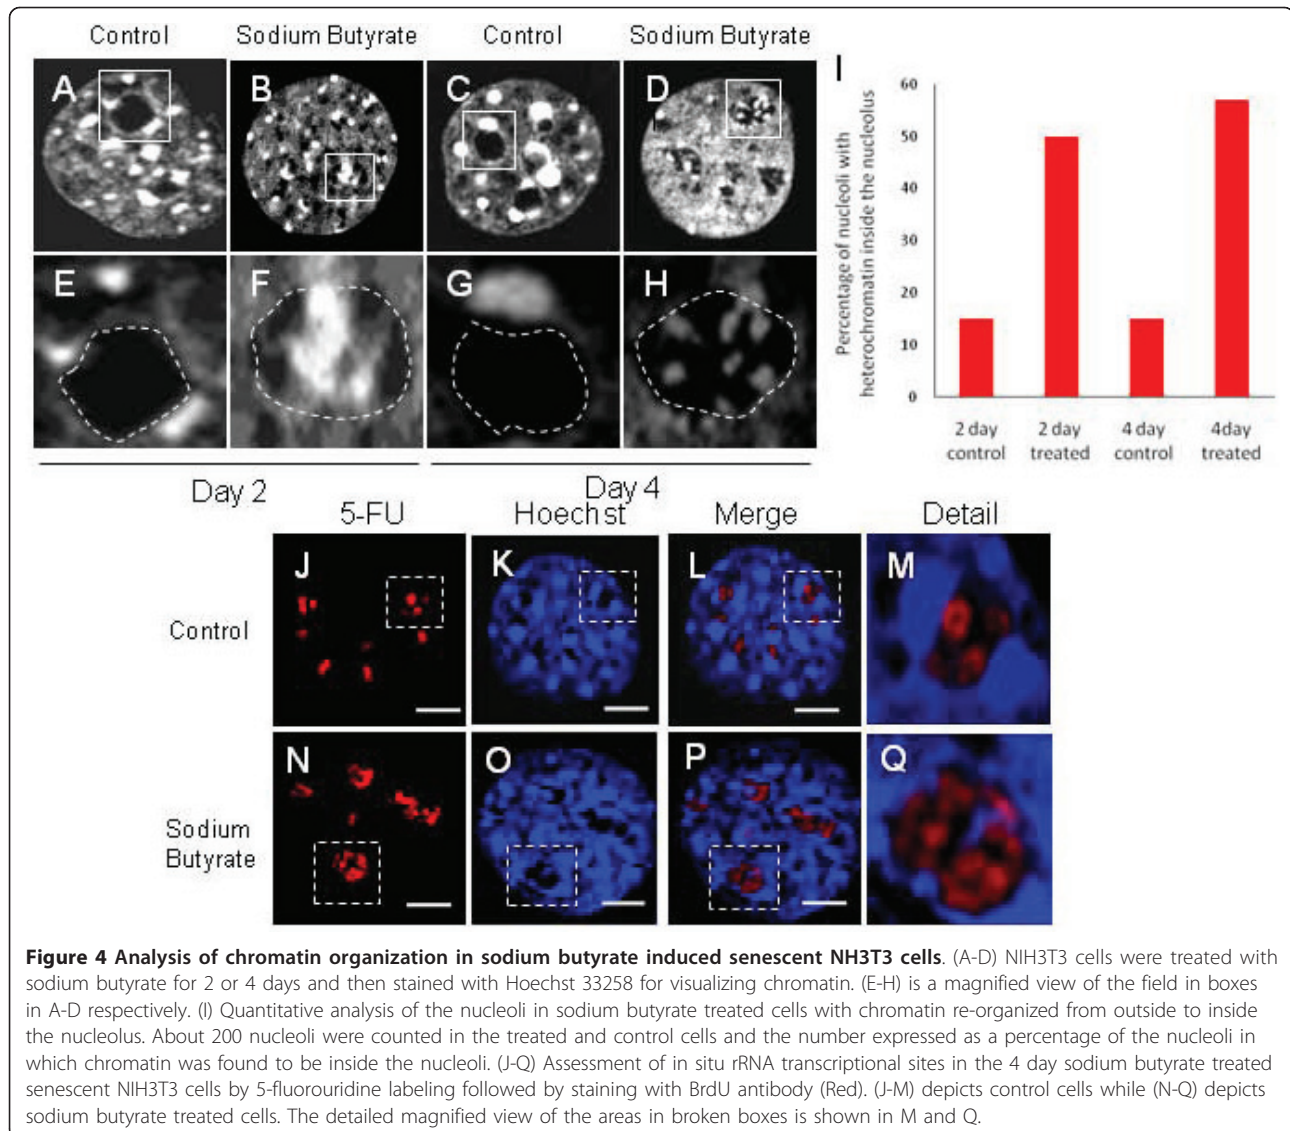 Control Sodium Butyrate Control Sodium Butyrate
A B C D
E F G H
Day 2 Day 4
I
Percentage of nucleoli with
heterochromatin inside the nucleolus
60
50
40
30
20
10
0
2 day control
2 day treated
4 day control
4day treated
5-FU Hoechst Merge Detail
Control
J K L M
Sodium
Butyrate
N O P Q
Figure 4 Analysis of chromatin organization in sodium butyrate induced senescent NH3T3 cells. (A-D) NIH3T3 cells were treated with
sodium butyrate for 2 or 4 days and then stained with Hoechst 33258 for visualizing chromatin. (E-H) is a magnified view of the field in boxes
in A-D respectively. (I) Quantitative analysis of the nucleoli in sodium butyrate treated cells with chromatin re-organized from outside to inside
the nucleolus. About 200 nucleoli were counted in the treated and control cells and the number expressed as a percentage of the nucleoli in
which chromatin was found to be inside the nucleoli. (J-Q) Assessment of in situ rRNA transcriptional sites in the 4 day sodium butyrate treated
senescent NIH3T3 cells by 5-fluorouridine labeling followed by staining with BrdU antibody (Red). (J-M) depicts control cells while (N-Q) depicts
sodium butyrate treated cells. The detailed magnified view of the areas in broken boxes is shown in M and Q.